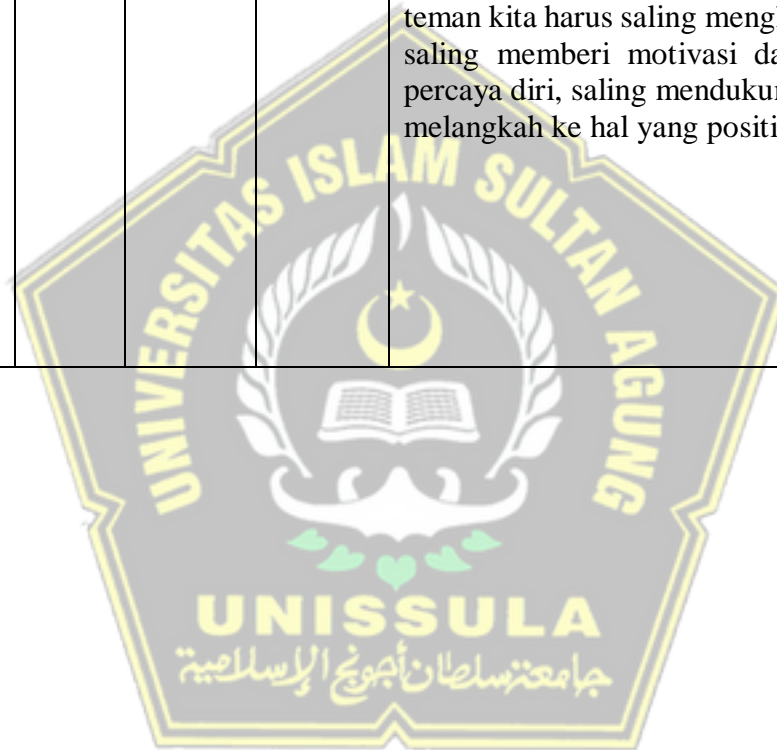 teman kita harus saling
saling memberi motivasi
percaya diri, saling
melangkah ke hal yang
UNIVERSITAS ISLAM SULTAN AGUNG
UNISSULA
جامعة سلطان أجونج الإسلامية